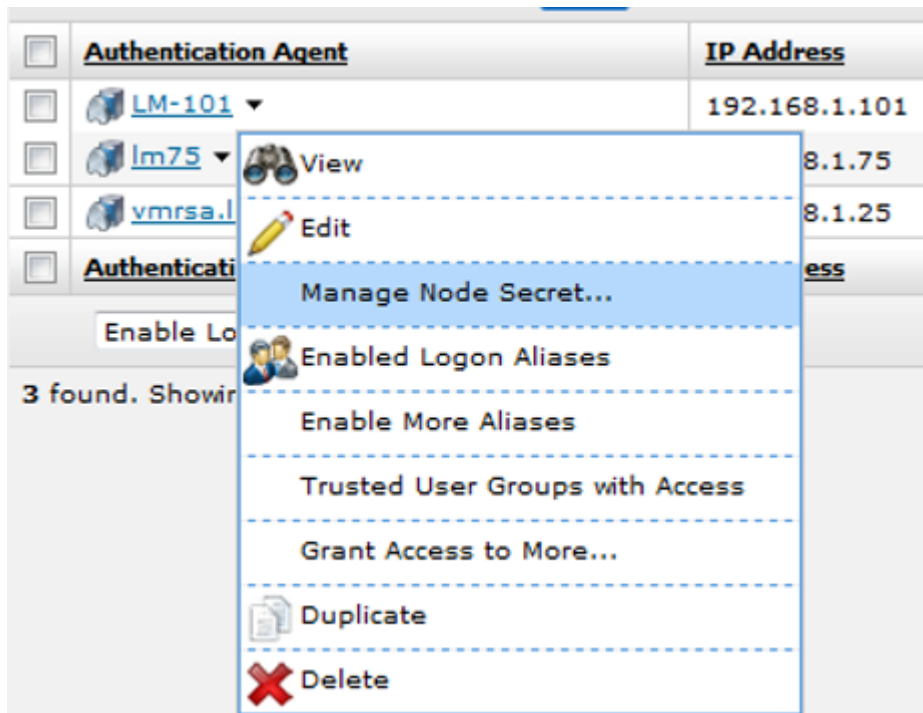 Authentication Agent IP Address
LM-101 192.168.1.101
lm75 8.1.75
View
vmrsa.l 8.1.25
Edit
Authenticati ess
Manage Node Secret...
Enable Lo
Enabled Logon Aliases
3 found. Showin
Enable More Aliases
Trusted User Groups with Access
Grant Access to More...
Duplicate
Delete